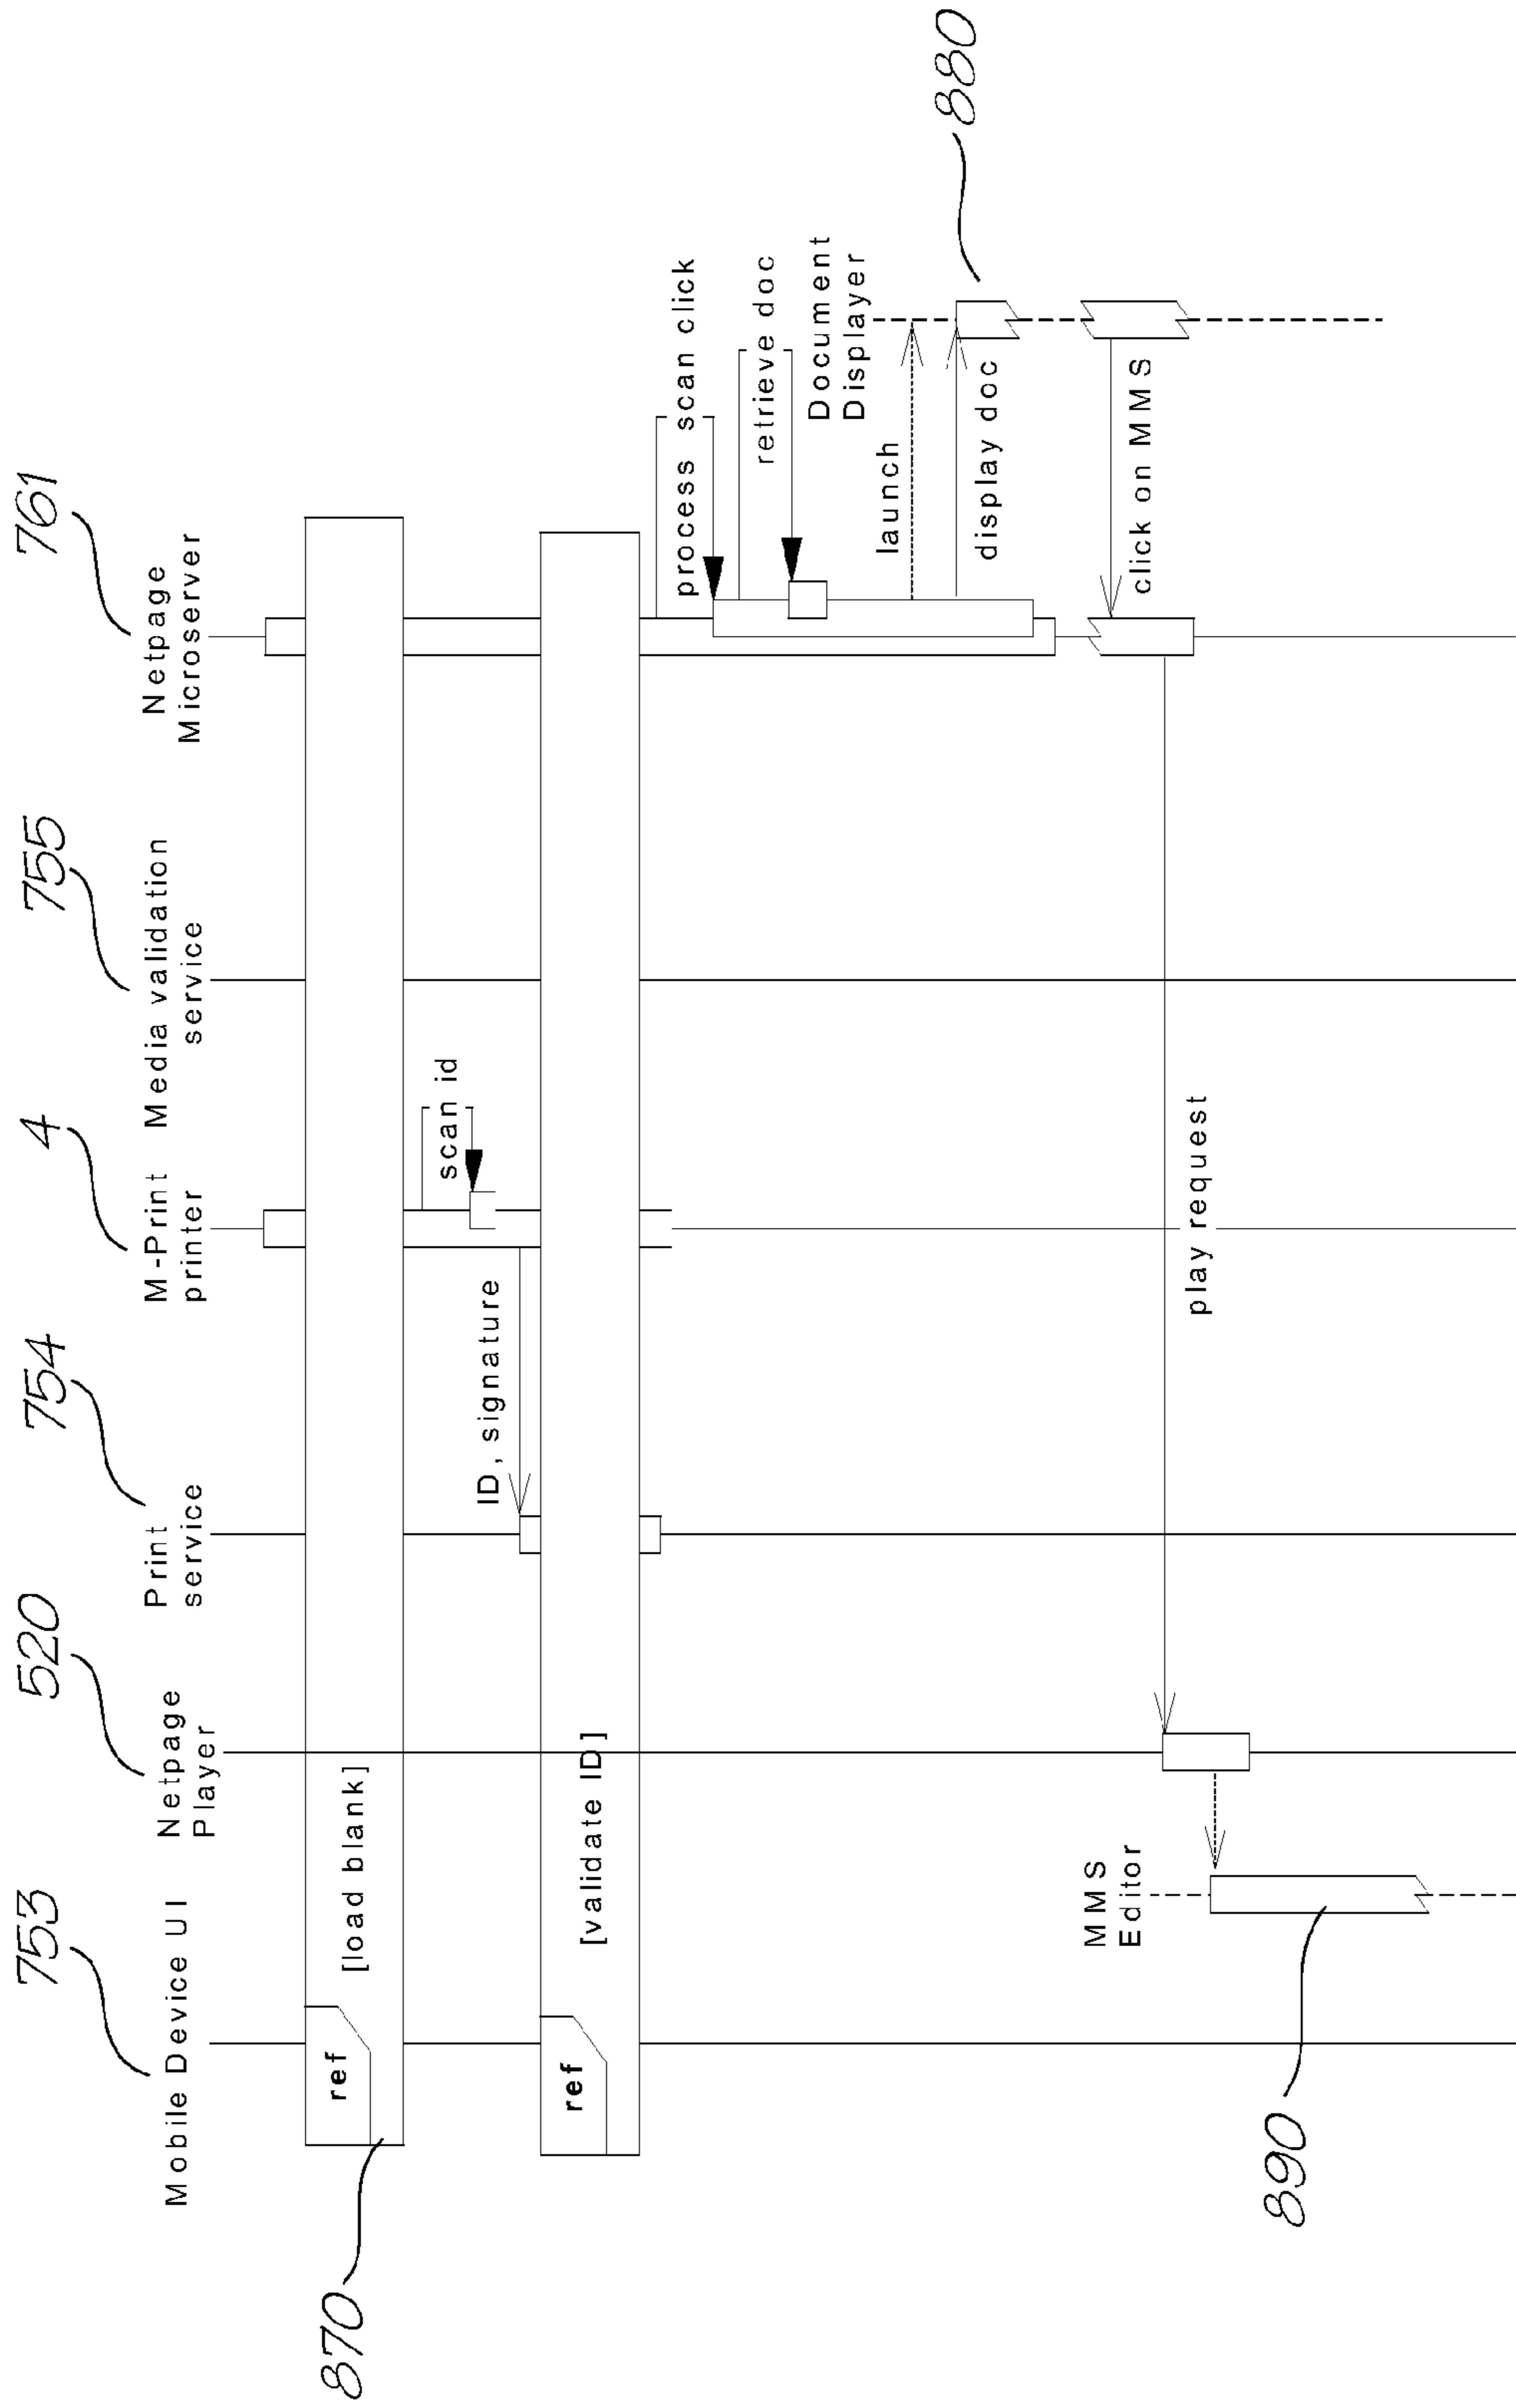 753
520
754
4
755
761
Mobile Device UI
Netpage
Player
Print
service
M-Print
printer
Media validation
service
Netpage
Microserver
870
ref
[load blank]
scan id
ID, signature
ref
[validate ID]
process scan click
retrieve doc
Document
Displayer
launch
880
display doc
click on MMS
play request
MMS
Editor
890